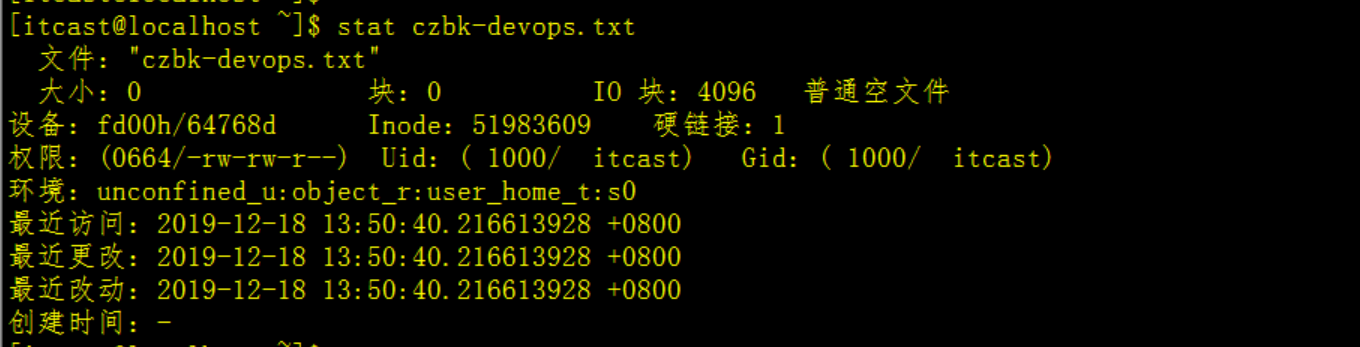 [itcast@localhost ~]$
[itcast@localhost ~]$ stat czbk-devops.txt
文件："czbk-devops.txt"
大小：0 块：0 IO 块：4096 普通空文件
设备：fd00h/64768d Inode：51983609 硬链接：1
权限：(0664/-rw-rw-r--) Uid：( 1000/ itcast) Gid：( 1000/ itcast)
环境：unconfined_u:object_r:user_home_t:s0
最近访问：2019-12-18 13:50:40.216613928 +0800
最近更改：2019-12-18 13:50:40.216613928 +0800
最近改动：2019-12-18 13:50:40.216613928 +0800
创建时间：-